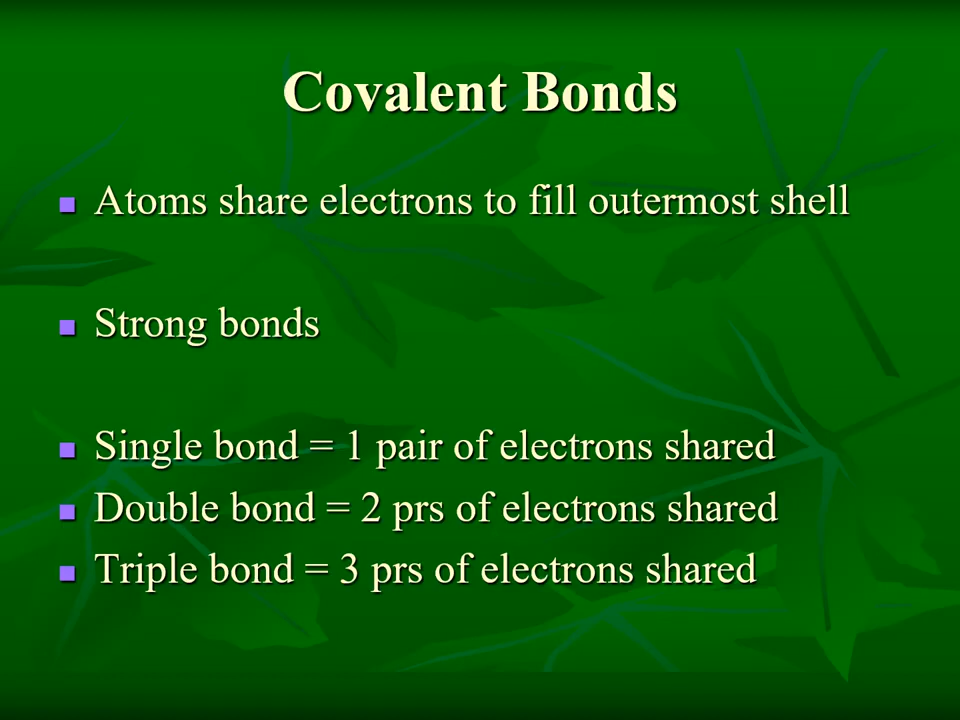 Covalent Bonds
Atoms share electrons to fill outermost shell
Strong bonds
Single bond = 1 pair of electrons shared
Double bond = 2 prs of electrons shared
Triple bond = 3 prs of electrons shared